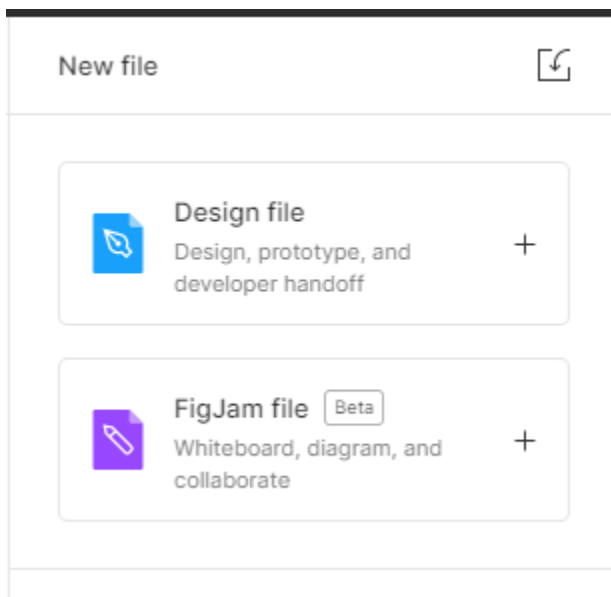 New file
Design file
Design, prototype, and
developer handoff
FigJam file Beta
Whiteboard, diagram, and
collaborate